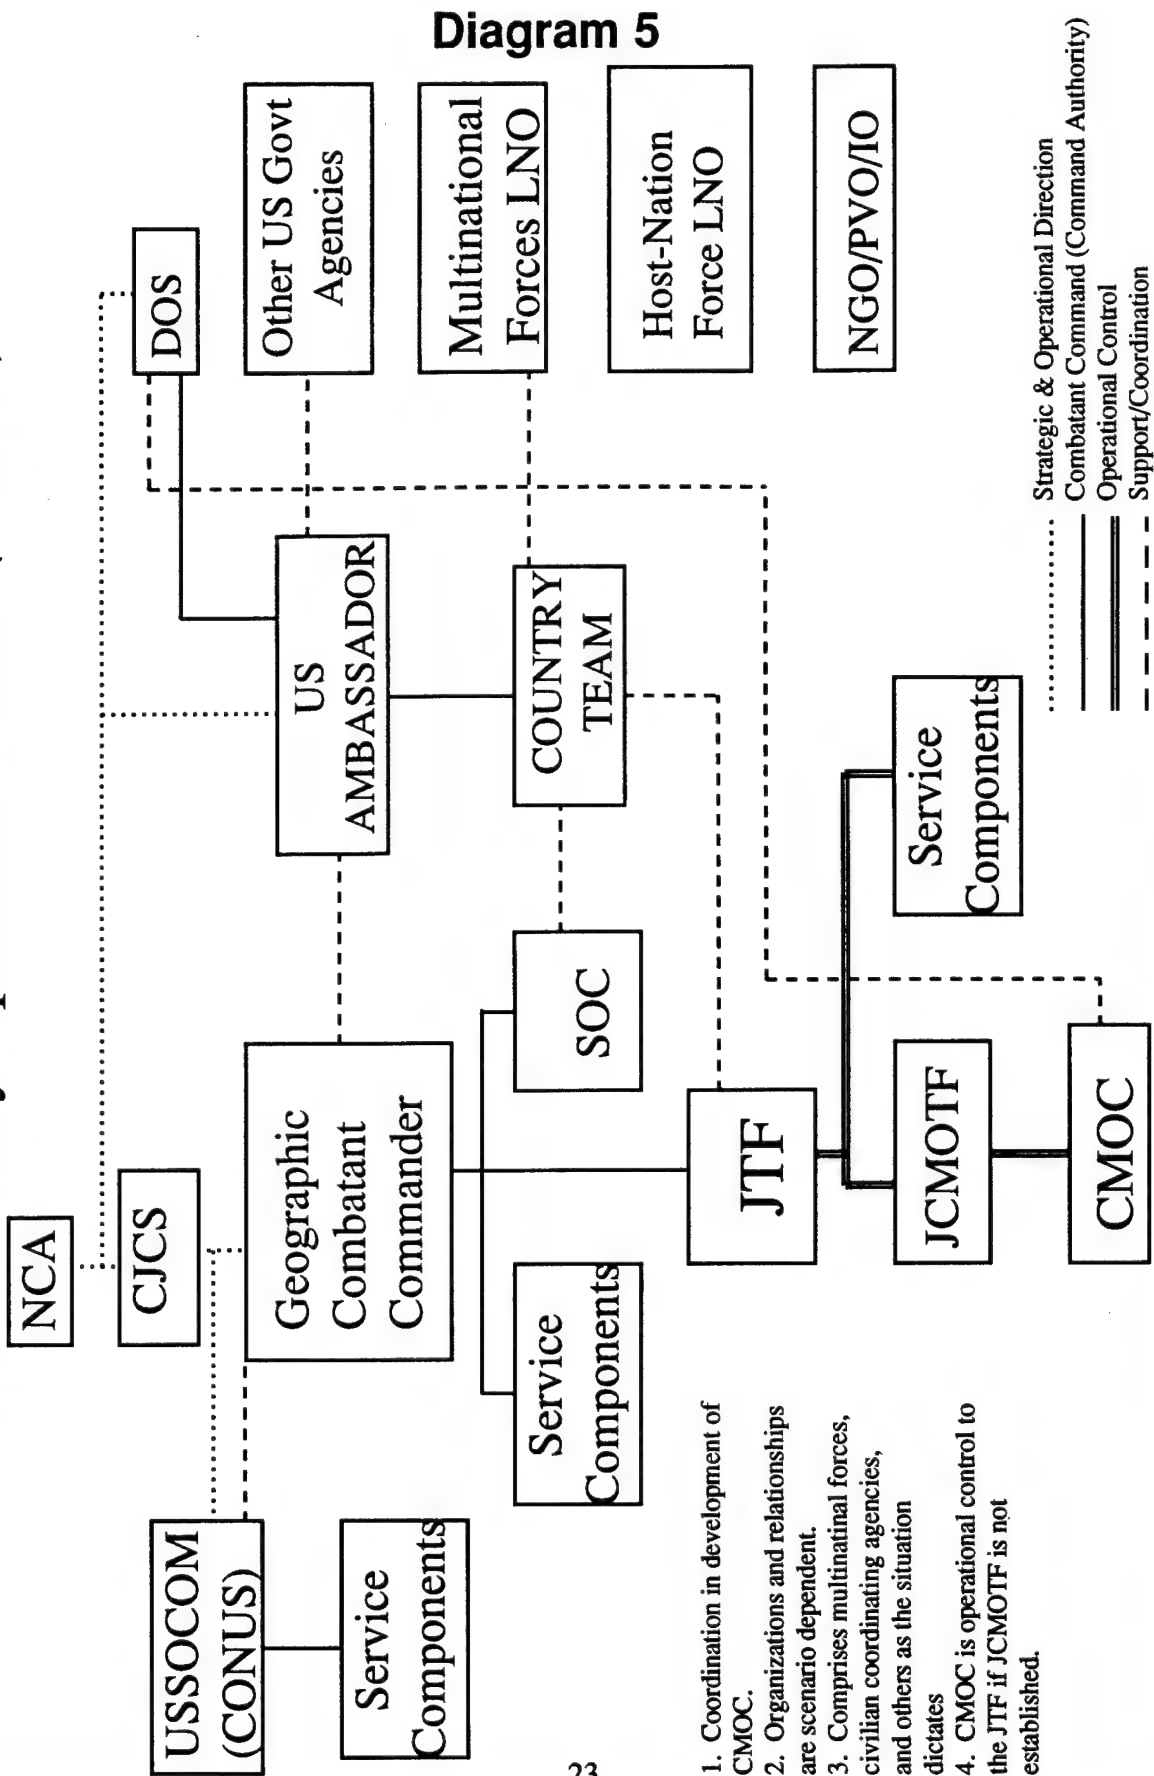 Diagram 5
NCA
CJCS
DOS
USSOCOM
(CONUS)
Service
Components
Geographic
Combatant
Commander
US
AMBASSADOR
Other US Govt
Agencies
Service
Components
SOC
COUNTRY
TEAM
Multinational
Forces LNO
Host-Nation
Force LNO
JTF
NGO/PVO/IO
JCMOTF
Service
Components
CMOC
1. Coordination in development of
CMOC.
2. Organizations and relationships
are scenario dependent.
3. Comprises multinatinal forces,
civilian coordinating agencies,
and others as the situation
dictates
4. CMOC is operational control to
the JTF if JCMOTF is not
established.
Strategic & Operational Direction
Combatant Command (Command Authority)
Operational Control
Support/Coordination
23